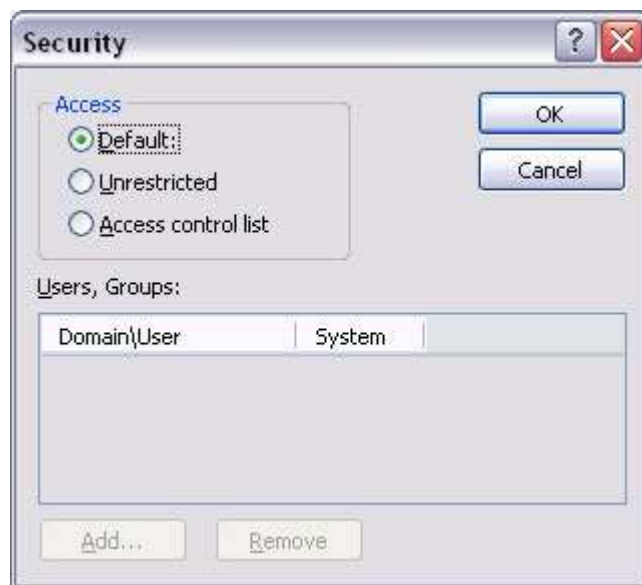 Security
Access
Default:
Unrestricted
Access control list
OK
Cancel
Users, Groups:
Domain\User System
Add... Remove